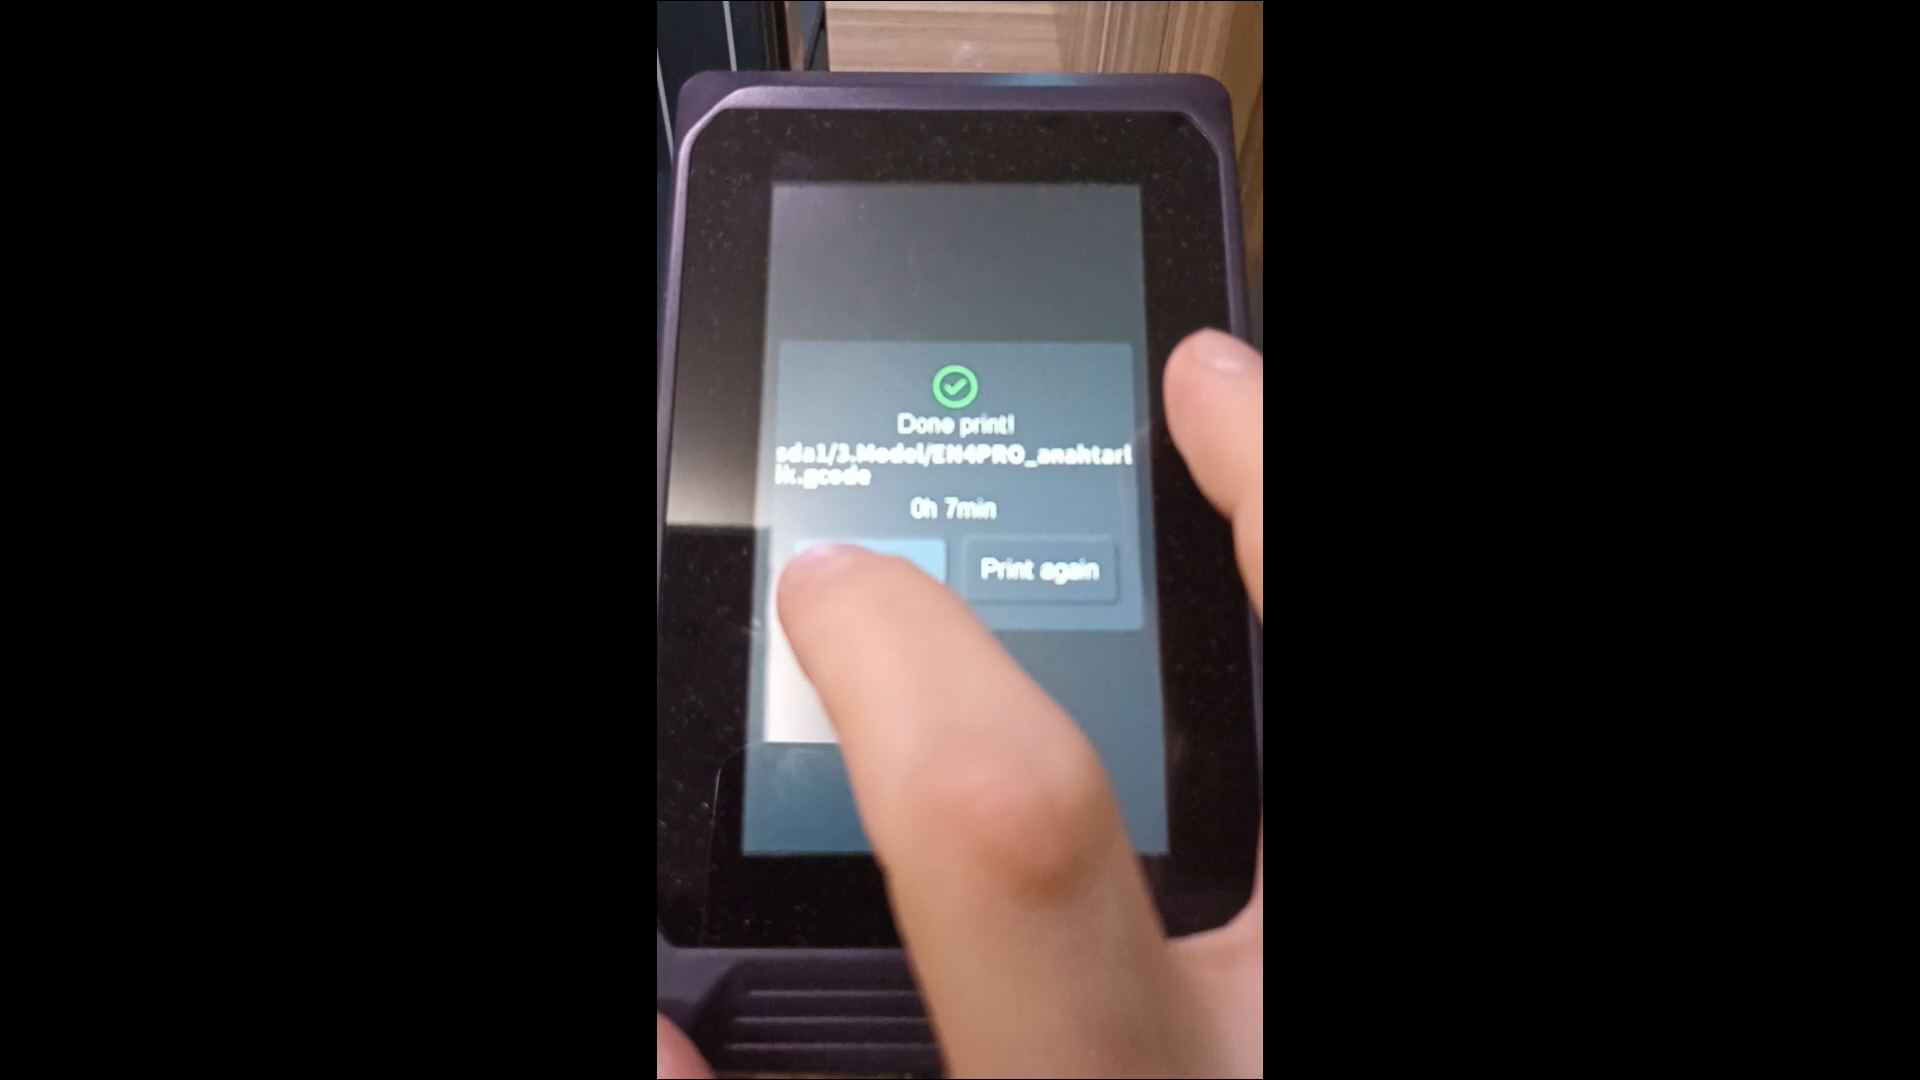 Done print!
sda1/3.Model/EN4PRO_anahtarl
ik.gcode
0h 7min
Print again